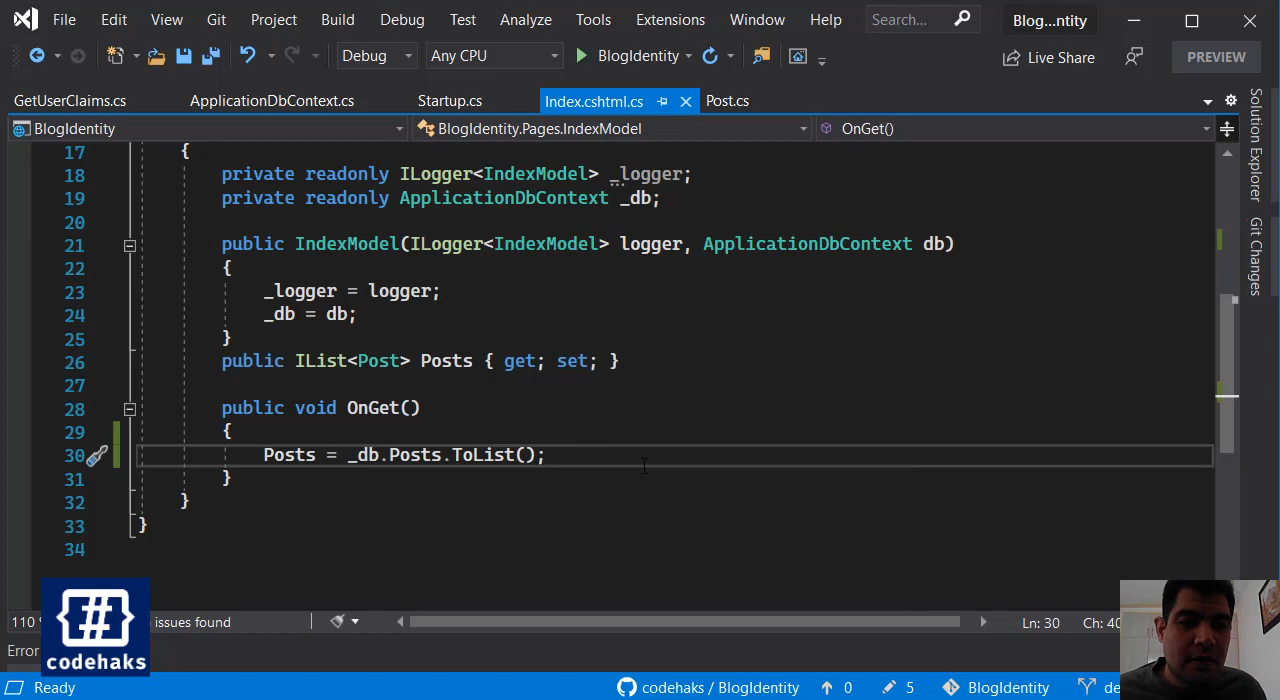 File Edit View Git Project Build Debug Test Analyze Tools Extensions Window Help Search... Blog...ntity
Debug Any CPU BlogIdentity Live Share PREVIEW
GetUserClaims.cs ApplicationDbContext.cs Startup.cs Index.cshtml.cs Post.cs
BlogIdentity BlogIdentity.Pages.IndexModel OnGet()
17 {
18 private readonly ILogger<IndexModel> _logger;
19 private readonly ApplicationDbContext _db;
20
21 public IndexModel(ILogger<IndexModel> logger, ApplicationDbContext db)
22 {
23 _logger = logger;
24 _db = db;
25 }
26 public IList<Post> Posts { get; set; }
27
28 public void OnGet()
29 {
30 Posts = _db.Posts.ToList();
31 }
32 }
33 }
34
Solution Explorer
Git Changes
110 issues found Ln: 30 Ch: 40
Error
{#}
codehaks
Ready codehaks / BlogIdentity 0 5 BlogIdentity